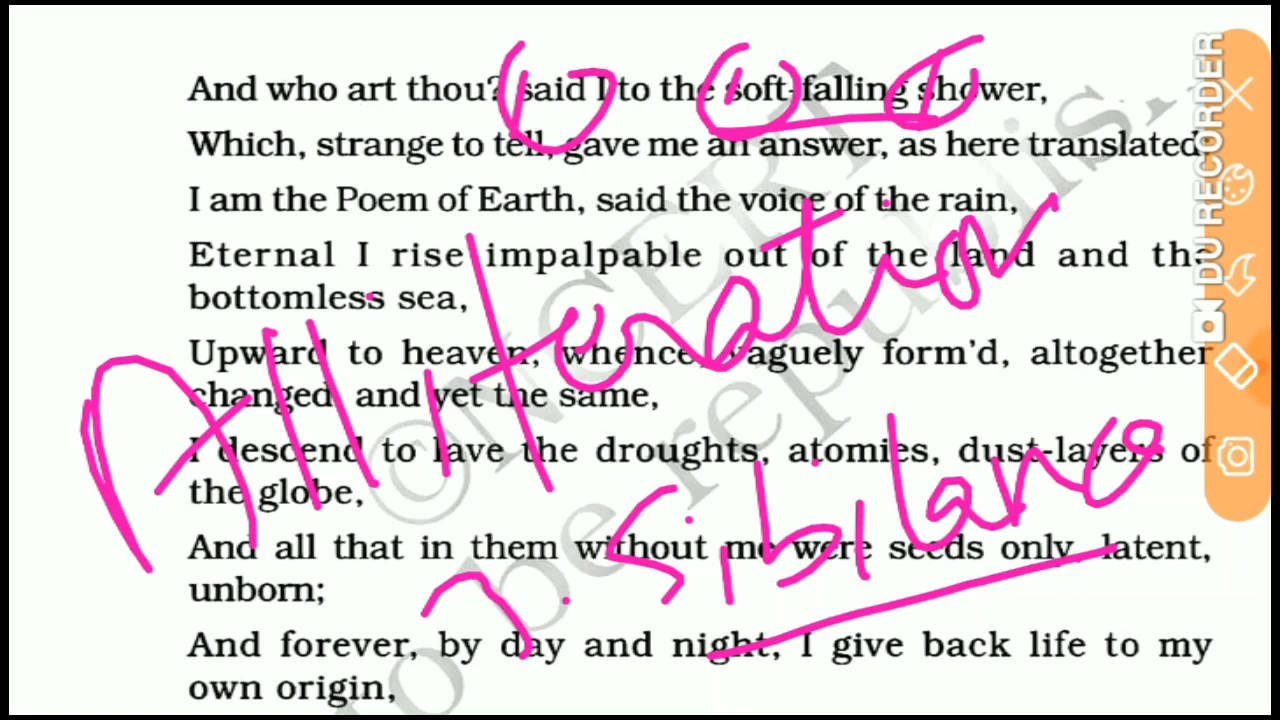 And who art thou? said I to the soft-falling shower,
Which, strange to tell, gave me an answer, as here translated
I am the Poem of Earth, said the voice of the rain,
Eternal I rise impalpable out of the land and the
bottomless sea,
Upward to heaven, whence, vaguely form'd, altogether
changed, and yet the same,
I descend to lave the droughts, atomies, dust-layers of
the globe,
And all that in them without me were seeds only, latent,
unborn;
And forever, by day and night, I give back life to my
own origin,
Alliteration
Sibilance
©NCERT
to be republis
DU RECORDER